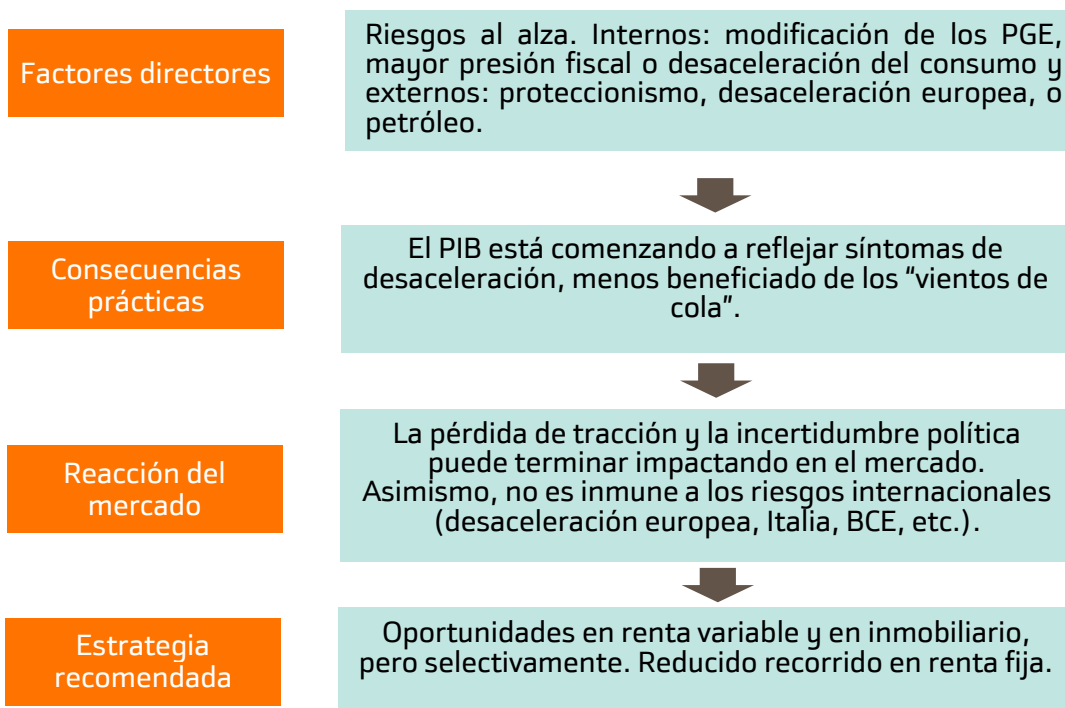 Factores directores
Riesgos al alza. Internos: modificación de los PGE,
mayor presión fiscal o desaceleración del consumo y
externos: proteccionismo, desaceleración europea, o
petróleo.
Consecuencias
prácticas
El PIB está comenzando a reflejar síntomas de
desaceleración, menos beneficiado de los “vientos de
cola”.
Reacción del
mercado
La pérdida de tracción y la incertidumbre política
puede terminar impactando en el mercado.
Asimismo, no es inmune a los riesgos internacionales
(desaceleración europea, Italia, BCE, etc.).
Estrategia
recomendada
Oportunidades en renta variable y en inmobiliario,
pero selectivamente. Reducido recorrido en renta fija.